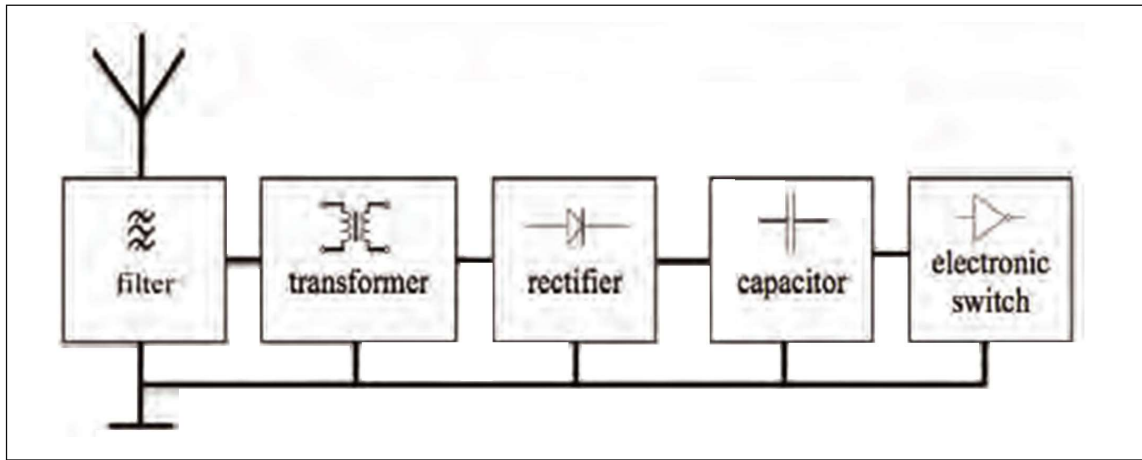 filter
transformer
rectifier
capacitor
electronic
switch